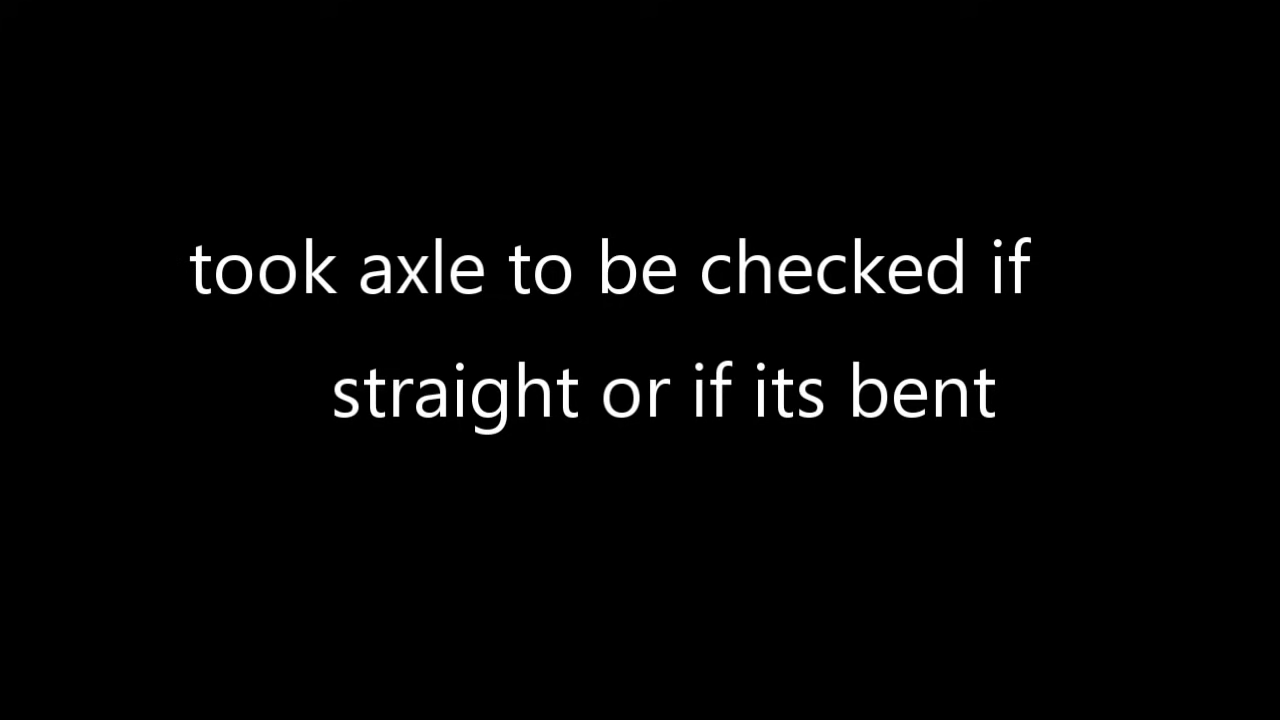 took axle to be checked if
straight or if its bent